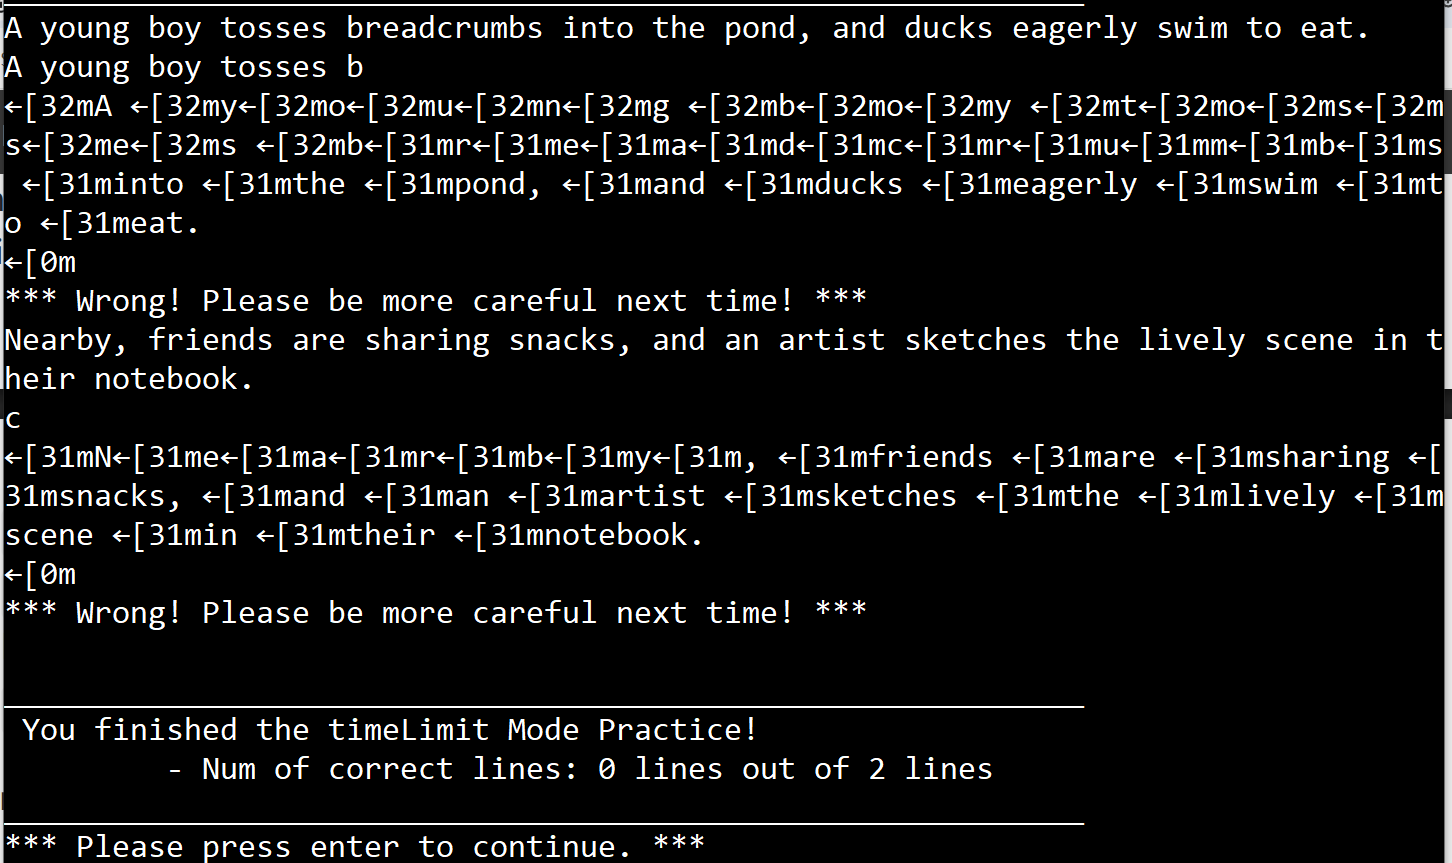 A young boy tosses breadcrumbs into the pond, and ducks eagerly swim to eat.
A young boy tosses b
←[32mA ←[32my←[32mo←[32mu←[32mn←[32mg ←[32mb←[32mo←[32my ←[32mt←[32mo←[32ms←[32m
s←[32me←[32ms ←[32mb←[31mr←[31me←[31ma←[31md←[31mc←[31mr←[31mu←[31mm←[31mb←[31ms
←[31minto ←[31mthe ←[31mpond, ←[31mand ←[31mducks ←[31meagerly ←[31mswim ←[31mt
o ←[31meat.
←[0m
*** Wrong! Please be more careful next time! ***
Nearby, friends are sharing snacks, and an artist sketches the lively scene in t
heir notebook.
c
←[31mN←[31me←[31ma←[31mr←[31mb←[31my←[31m, ←[31mfriends ←[31mare ←[31msharing ←[
31msnacks, ←[31mand ←[31man ←[31martist ←[31msketches ←[31mthe ←[31mlively ←[31m
scene ←[31min ←[31mtheir ←[31mnotebook.
←[0m
*** Wrong! Please be more careful next time! ***
You finished the timeLimit Mode Practice!
- Num of correct lines: 0 lines out of 2 lines
*** Please press enter to continue. ***